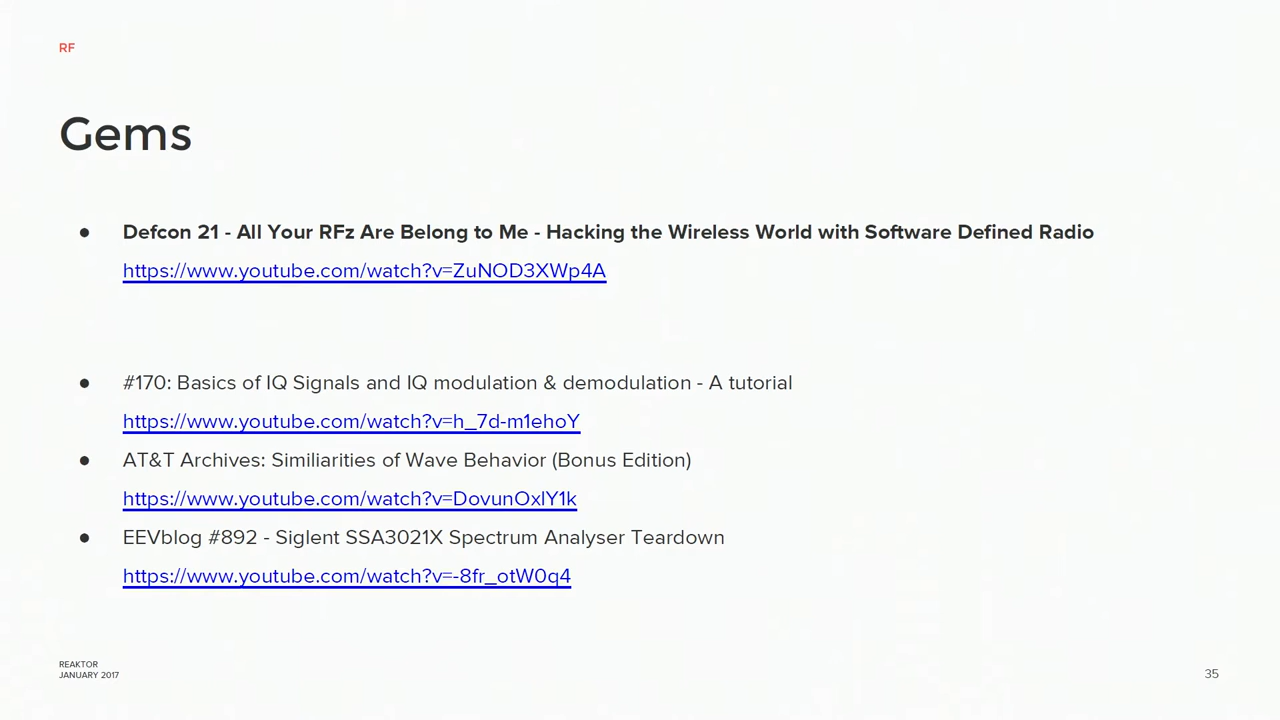 RF
Gems
● Defcon 21 - All Your RFz Are Belong to Me - Hacking the Wireless World with Software Defined Radio
https://www.youtube.com/watch?v=ZuNOD3XWp4A
● #170: Basics of IQ Signals and IQ modulation & demodulation - A tutorial
https://www.youtube.com/watch?v=h_7d-m1ehoY
● AT&T Archives: Similiarities of Wave Behavior (Bonus Edition)
https://www.youtube.com/watch?v=DovunOxlY1k
● EEVblog #892 - Siglent SSA3021X Spectrum Analyser Teardown
https://www.youtube.com/watch?v=-8fr_otW0q4
REAKTOR
JANUARY 2017
35